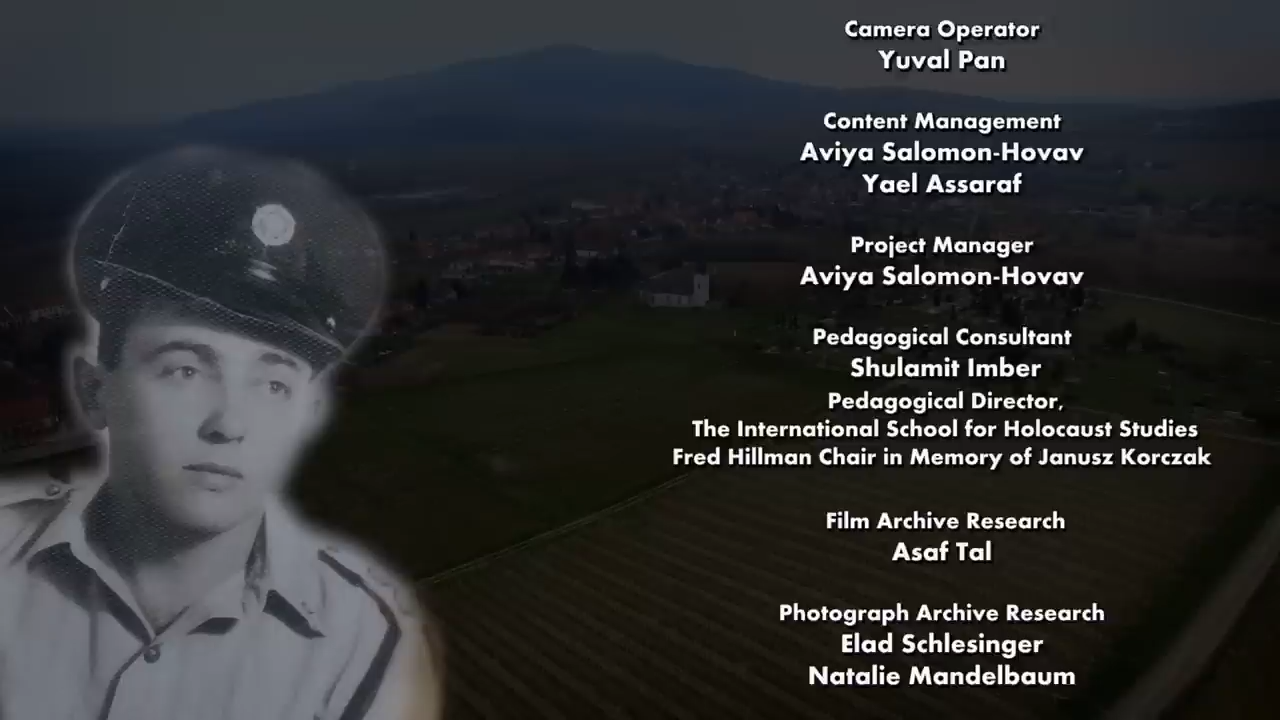 Camera Operator
Yuval Pan
Content Management
Aviya Salomon-Hovav
Yael Assaraf
Project Manager
Aviya Salomon-Hovav
Pedagogical Consultant
Shulamit Imber
Pedagogical Director,
The International School for Holocaust Studies
Fred Hillman Chair in Memory of Janusz Korczak
Film Archive Research
Asaf Tal
Photograph Archive Research
Elad Schlesinger
Natalie Mandelbaum